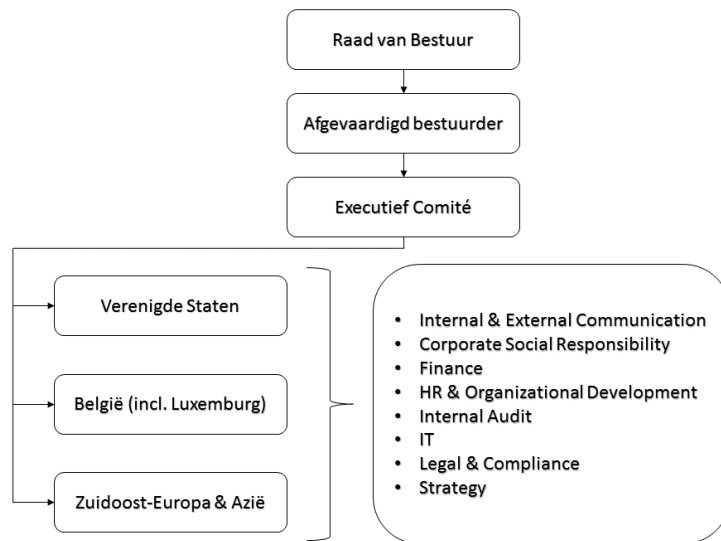 Raad van Bestuur
Afgevaardigd bestuurder
Executief Comité
Verenigde Staten
België (incl. Luxemburg)
Zuidoost-Europa & Azië
• Internal & External Communication
• Corporate Social Responsibility
• Finance
• HR & Organizational Development
• Internal Audit
• IT
• Legal & Compliance
• Strategy